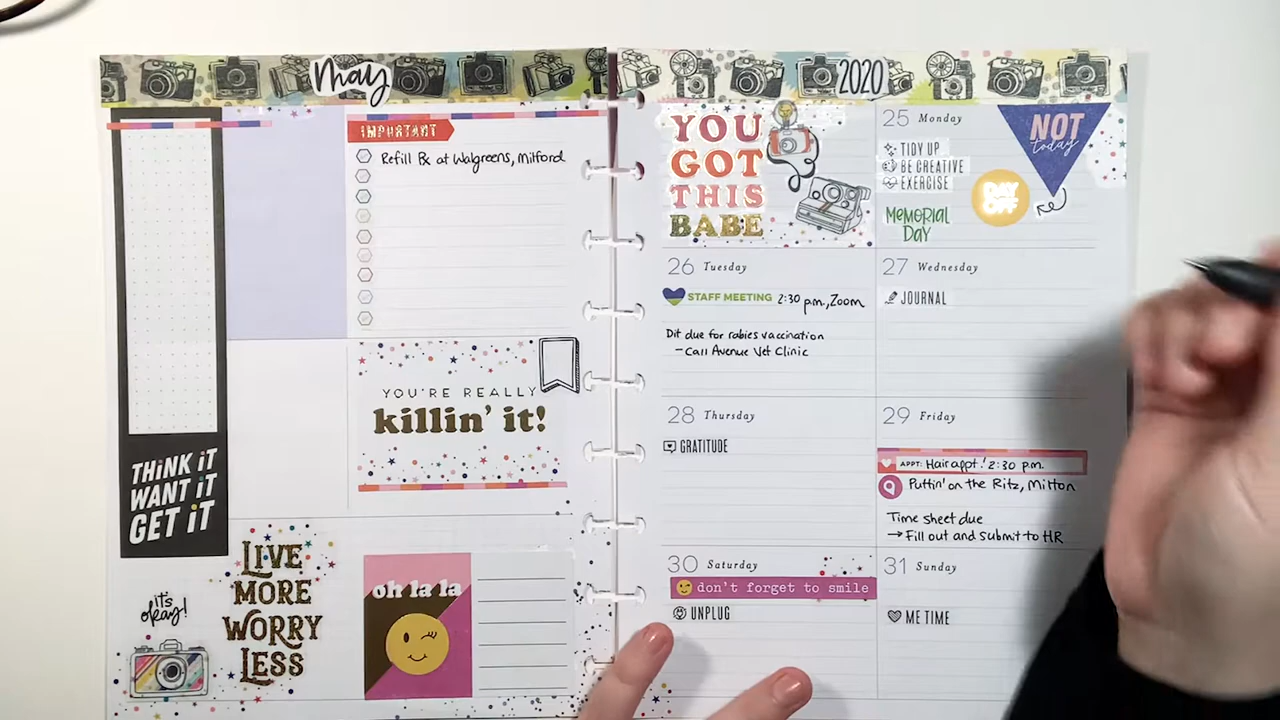 May
IMPORTANT
Refill Rx at Walgreens, Milford
YOU'RE REALLY
killin' it!
THINK iT
WANT iT
GET iT
it's
okay!
LIVE
MORE
WORRY
LESS
oh la la
2020
YOU
GOT
THIS
BABE
25 Monday
TIDY UP
BE CREATIVE
EXERCISE
MEMORIAL
DAY
DAY
OFF
NOT
today
26 Tuesday
STAFF MEETING 2:30 p.m., Zoom
Dit due for rabies vaccination
- Call Avenue Vet Clinic
27 Wednesday
JOURNAL
28 Thursday
GRATITUDE
29 Friday
APPT: Hair appt! 2:30 p.m.
Puttin' on the Ritz, Milton
Time sheet due
→ Fill out and submit to HR
30 Saturday
don't forget to smile
UNPLUG
31 Sunday
ME TIME